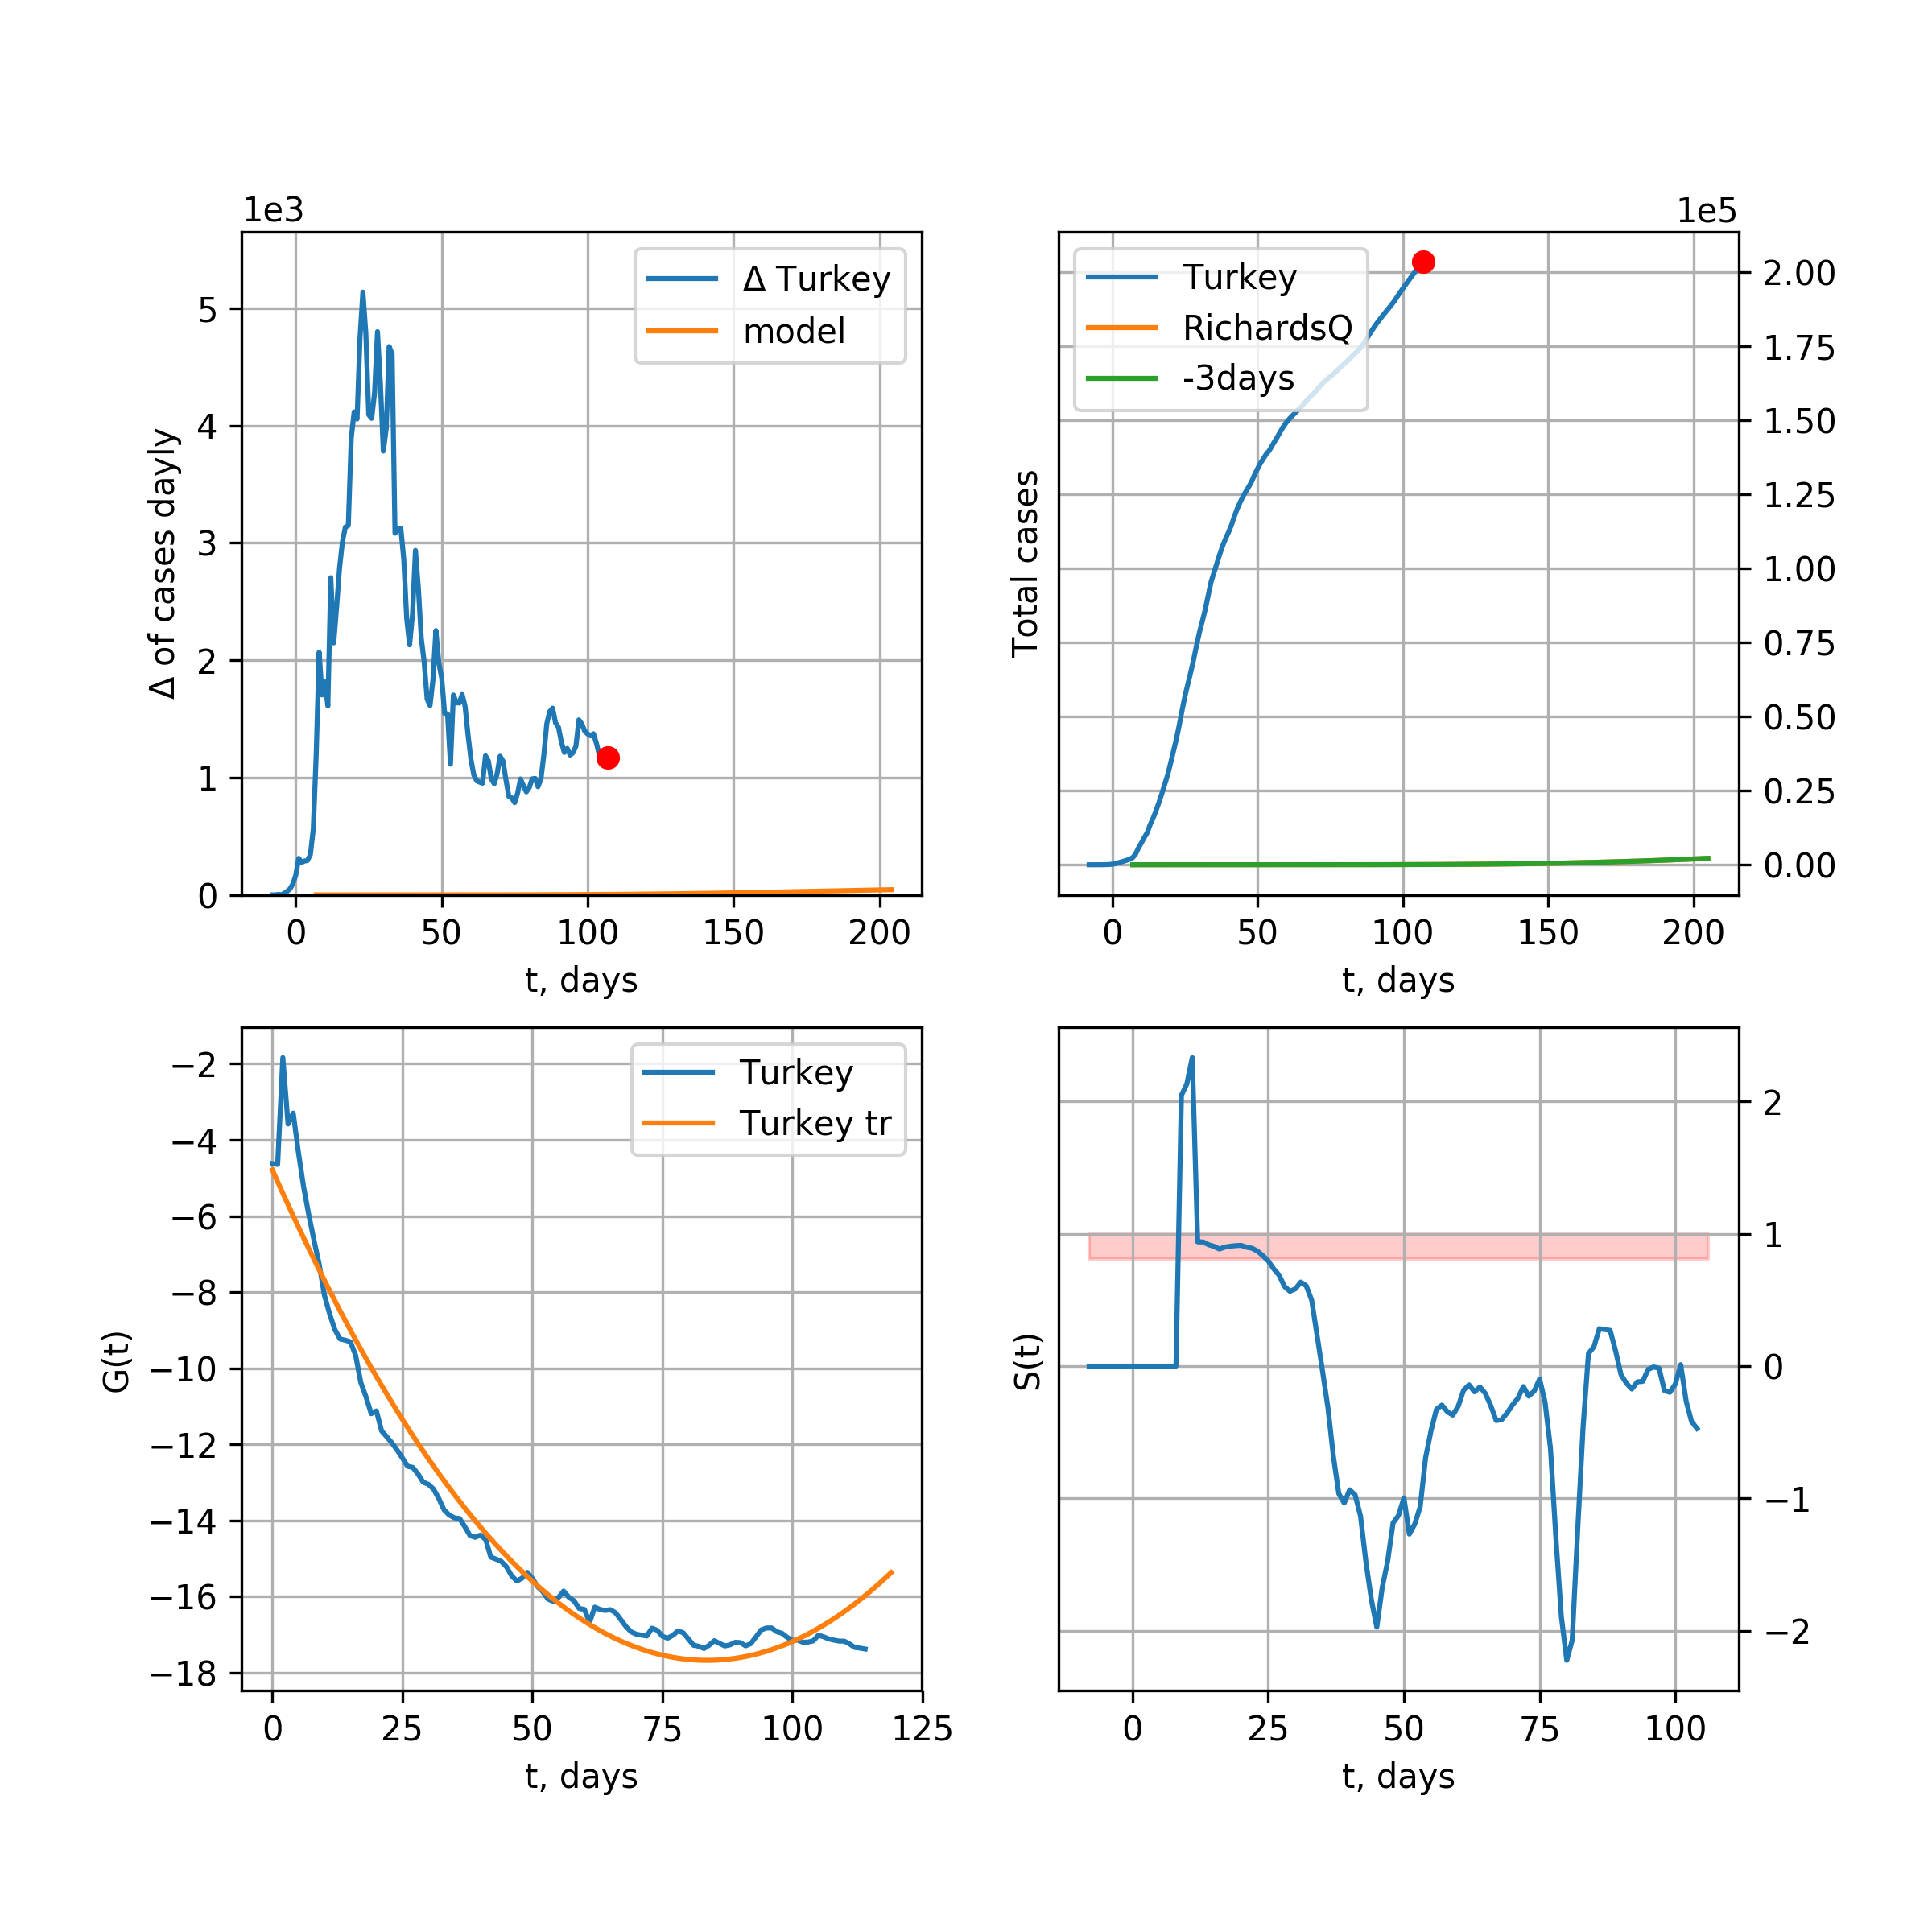 1e3
Δ of cases dayly
5
4
3
2
1
0
Δ Turkey
model
0
50
100
150
200
t, days
1e5
Total cases
Turkey
RichardsQ
-3days
2.00
1.75
1.50
1.25
1.00
0.75
0.50
0.25
0.00
0
50
100
150
200
t, days
G(t)
−2
−4
−6
−8
−10
−12
−14
−16
−18
Turkey
Turkey tr
0
25
50
75
100
125
t, days
S(t)
2
1
0
−1
−2
0
25
50
75
100
t, days